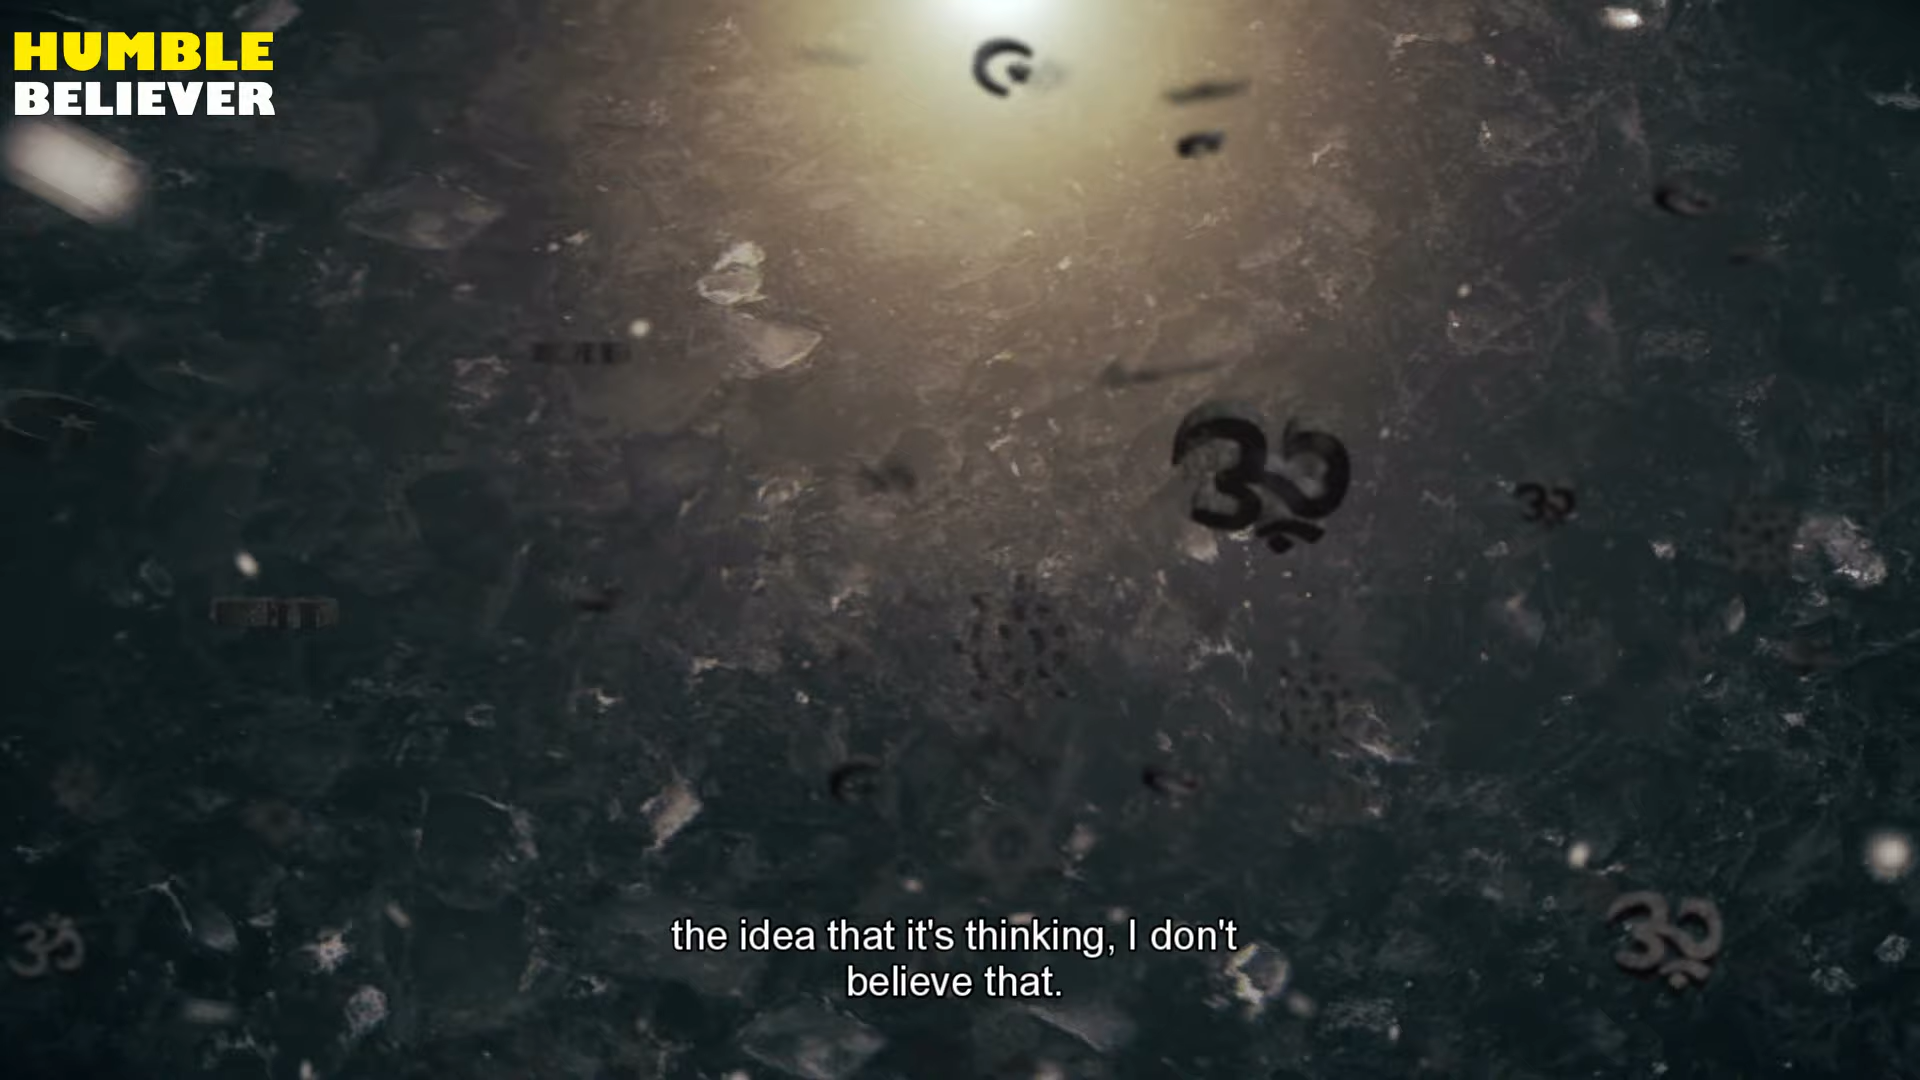 HUMBLE
BELIEVER
ॐ
ॐ
ॐ
ॐ
the idea that it's thinking, I don't
believe that.